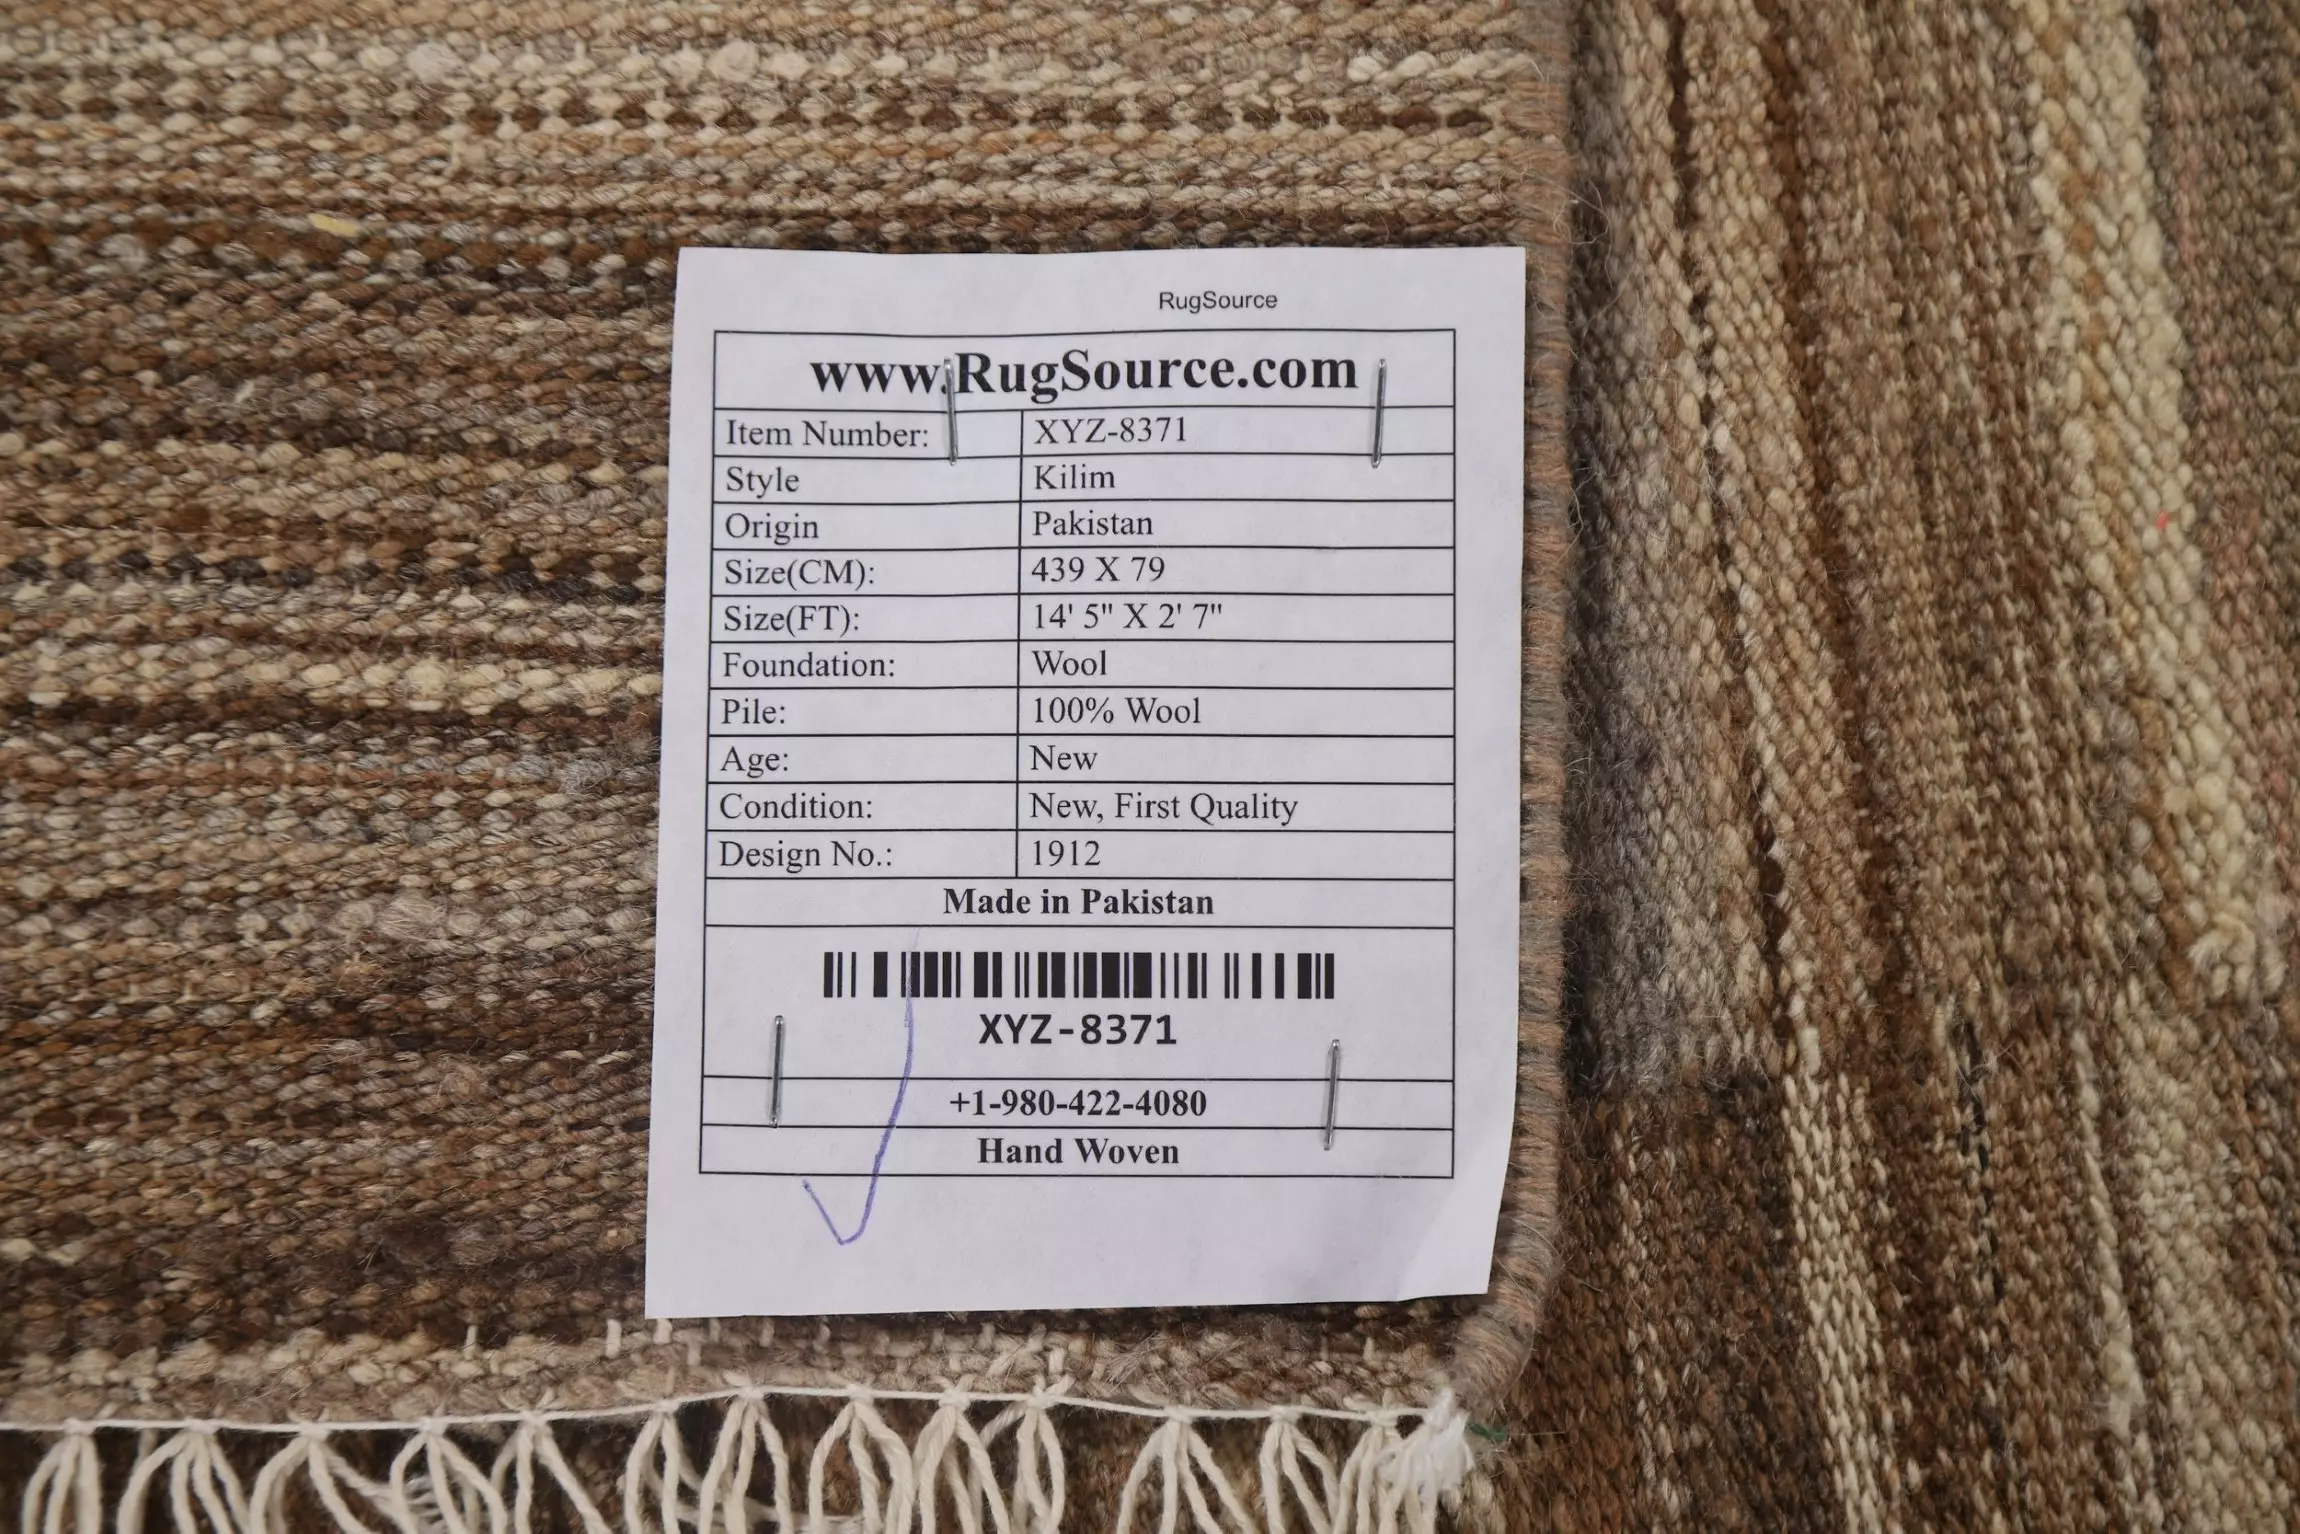 RugSource
www.RugSource.com
Item Number: XYZ-8371
Style Kilim
Origin Pakistan
Size(CM): 439 X 79
Size(FT): 14' 5" X 2' 7"
Foundation: Wool
Pile: 100% Wool
Age: New
Condition: New, First Quality
Design No.: 1912
Made in Pakistan
XYZ-8371
+1-980-422-4080
Hand Woven